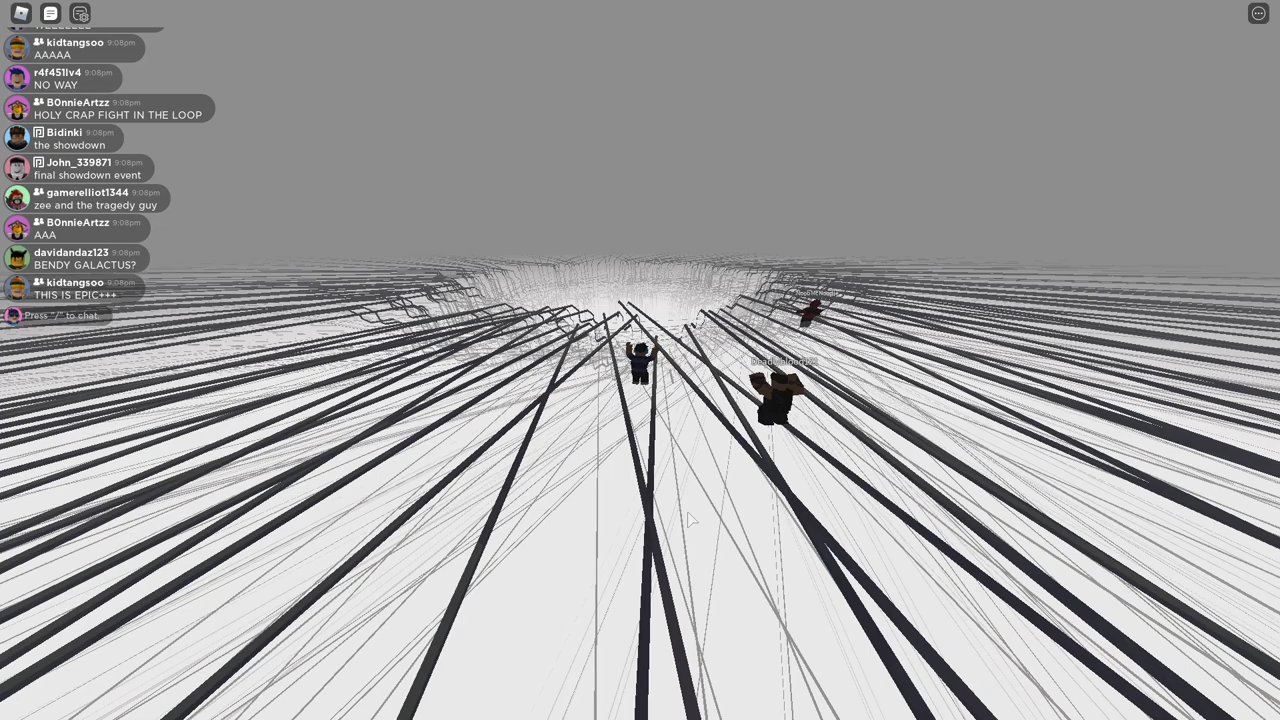 kidtangsoo 9:08pm
AAAAA
r4f451lv4 9:08pm
NO WAY
B0nnieArtzz 9:08pm
HOLY CRAP FIGHT IN THE LOOP
Bidinki 9:08pm
the showdown
John_339871 9:08pm
final showdown event
gamerelliot1344 9:08pm
zee and the tragedy guy
B0nnieArtzz 9:08pm
AAA
davidandaz123 9:08pm
BENDY GALACTUS?
kidtangsoo 9:08pm
THIS IS EPIC+++
Press "/" to chat